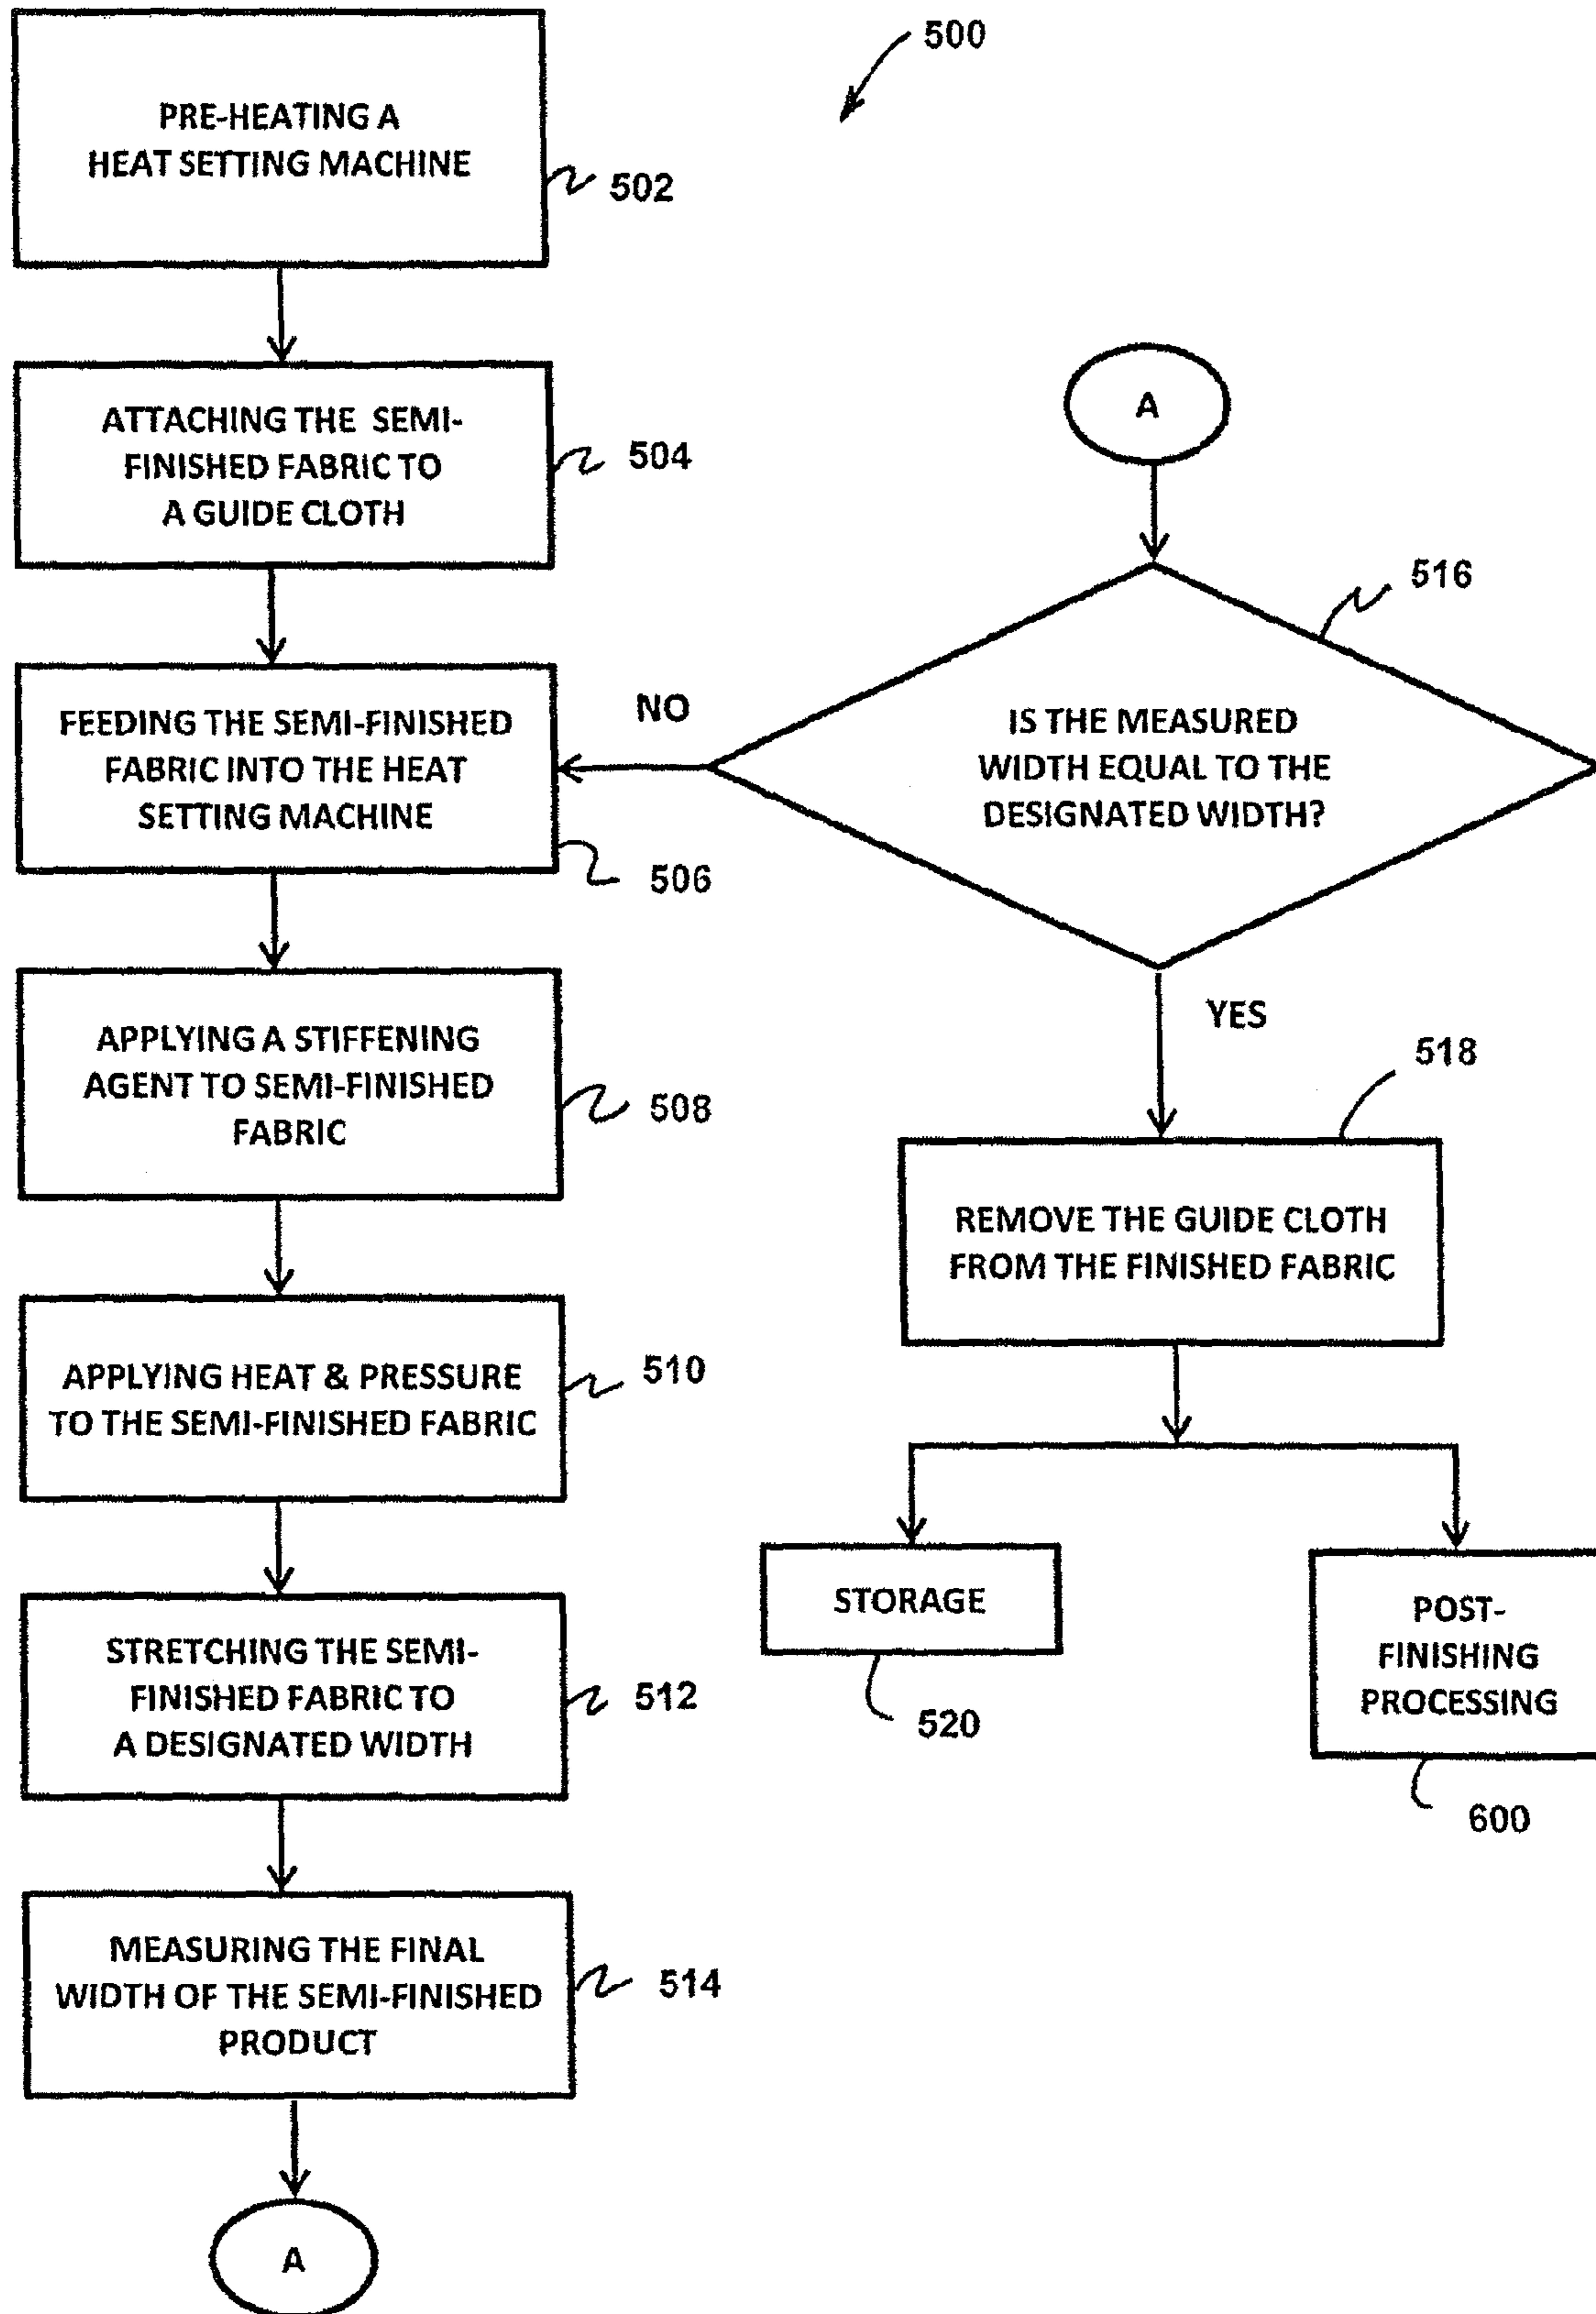 500
PRE-HEATING A
HEAT SETTING MACHINE
502
ATTACHING THE SEMI-
FINISHED FABRIC TO
A GUIDE CLOTH
504
FEEDING THE SEMI-FINISHED
FABRIC INTO THE HEAT
SETTING MACHINE
506
APPLYING A STIFFENING
AGENT TO SEMI-FINISHED
FABRIC
508
APPLYING HEAT & PRESSURE
TO THE SEMI-FINISHED FABRIC
510
STRETCHING THE SEMI-
FINISHED FABRIC TO
A DESIGNATED WIDTH
512
MEASURING THE FINAL
WIDTH OF THE SEMI-FINISHED
PRODUCT
514
A
A
516
IS THE MEASURED
WIDTH EQUAL TO THE
DESIGNATED WIDTH?
NO
YES
518
REMOVE THE GUIDE CLOTH
FROM THE FINISHED FABRIC
STORAGE
520
POST-
FINISHING
PROCESSING
600